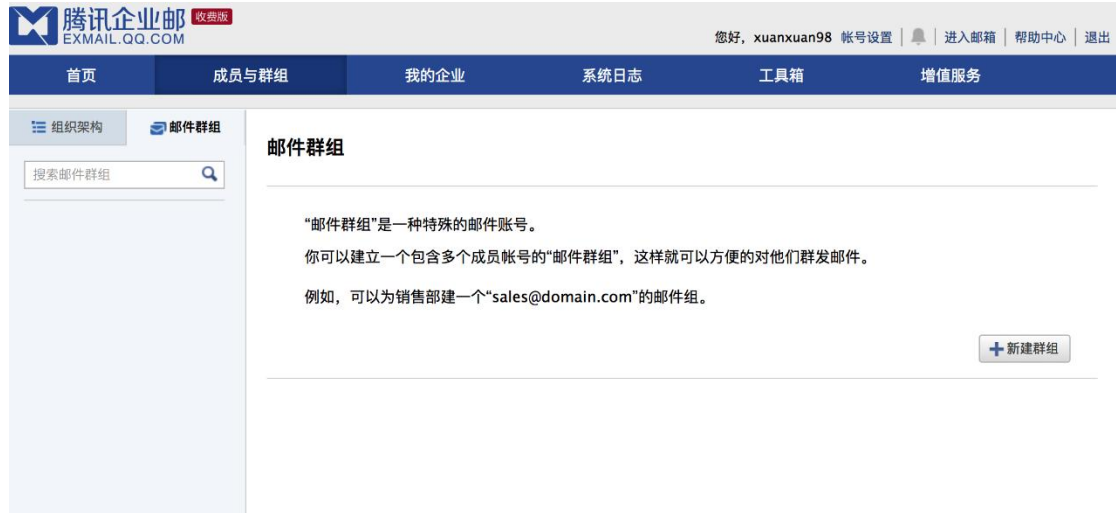 腾讯企业邮 收费版
EXMAIL.QQ.COM
您好，xuanxuan98 帐号设置 | | 进入邮箱 | 帮助中心 | 退出
首页 成员与群组 我的企业 系统日志 工具箱 增值服务
组织架构 邮件群组
搜索邮件群组
邮件群组
“邮件群组”是一种特殊的邮件账号。
你可以建立一个包含多个成员帐号的“邮件群组”，这样就可以方便的对他们群发邮件。
例如，可以为销售部建一个“sales@domain.com”的邮件组。
新建群组